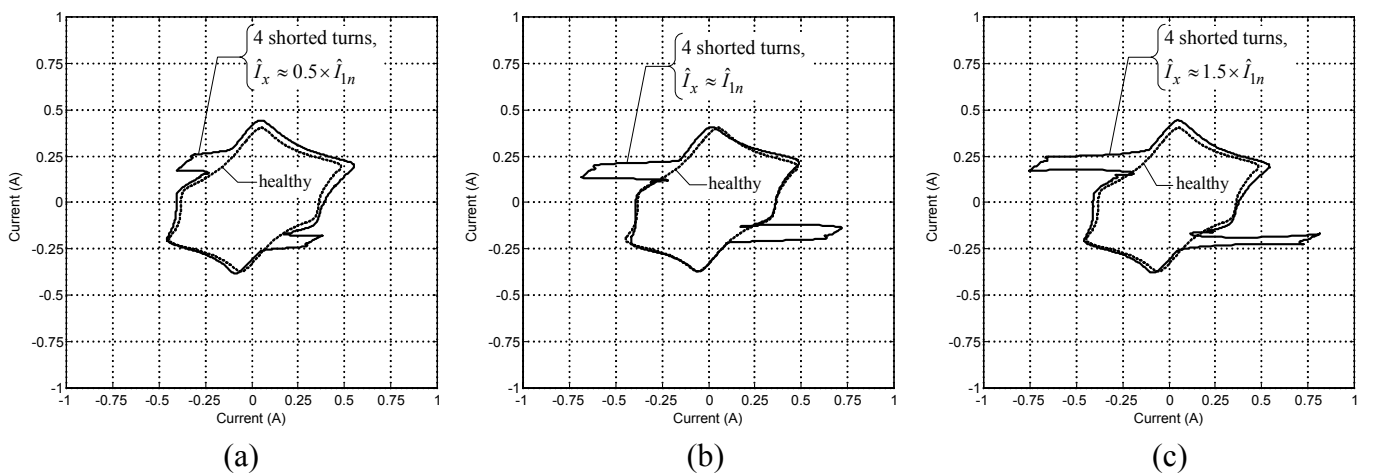 1
0.75
0.5
0.25
0
-0.25
-0.5
-0.75
-1
Current (A)
-1 -0.75 -0.5 -0.25 0 0.25 0.5 0.75 1
Current (A)
4 shorted turns,
Î_x ≈ 0.5 × Î_1n
healthy
(a)
1
0.75
0.5
0.25
0
-0.25
-0.5
-0.75
-1
Current (A)
-1 -0.75 -0.5 -0.25 0 0.25 0.5 0.75 1
Current (A)
4 shorted turns,
Î_x ≈ Î_1n
healthy
(b)
1
0.75
0.5
0.25
0
-0.25
-0.5
-0.75
-1
Current (A)
-1 -0.75 -0.5 -0.25 0 0.25 0.5 0.75 1
Current (A)
4 shorted turns,
Î_x ≈ 1.5 × Î_1n
healthy
(c)